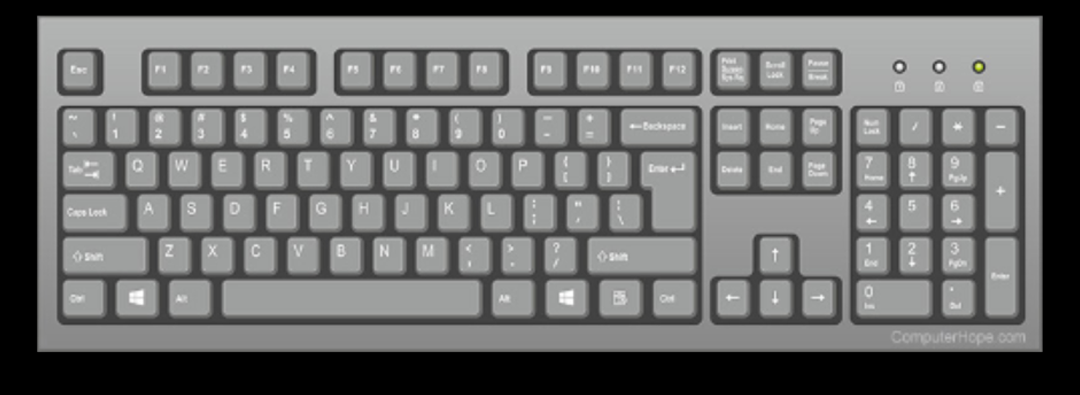 Esc F1 F2 F3 F4 F5 F6 F7 F8 F9 F10 F11 F12 Print Screen Sys Rq Scroll Lock Pause Break
~ ! @ # $ % ^ & * ( ) - + ←Backspace Insert Home Page Up Num Lock / * -
\ 1 2 3 4 5 6 7 8 9 0 - =
Tab Q W E R T Y U I O P { } Enter Delete End Page Down 7 Home 8 ↑ 9 PgUp +
[ ]
Caps Lock A S D F G H J K L : " | 4 ← 5 6 →
; , \
⇧ Shift Z X C V B N M < > ? ⇧ Shift ↑ 1 End 2 ↓ 3 PgDn Enter
, . /
Ctrl Alt Alt Ctrl ← ↓ → 0 Ins . Del
ComputerHope.com